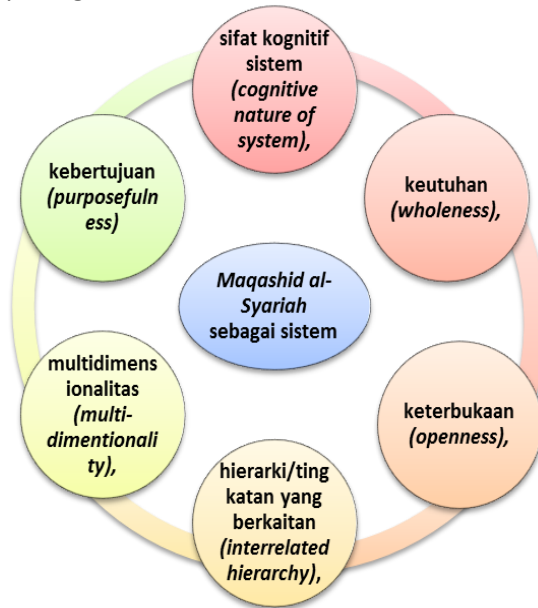 sifat kognitif
sistem
(cognitive
nature of
system),
keutuhan
(wholeness),
keterbukaan
(openness),
hierarki/ting
katan yang
berkaitan
(interrelated
hierarchy),
multidimens
ionalitas
(multi-
dimentionali
ty),
kebertujuan
(purposefuln
ess)
Maqashid al-
Syariah
sebagai sistem